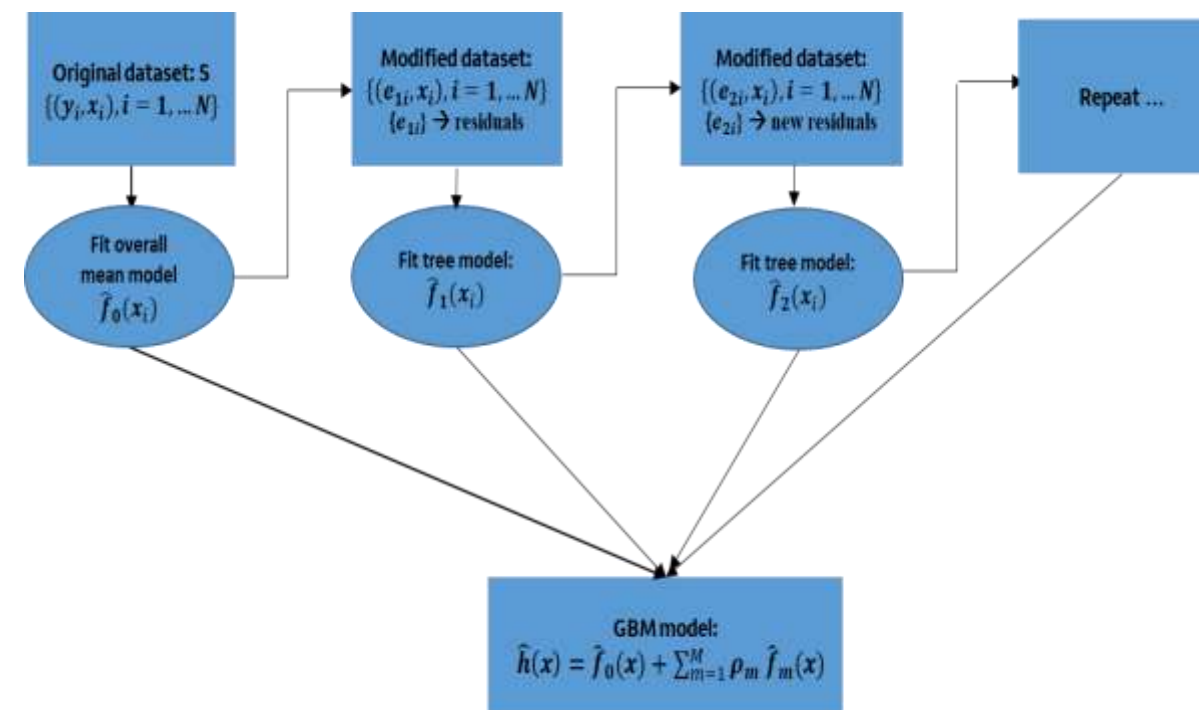 Original dataset: S
{(yᵢ,xᵢ), i = 1, … N}
Modified dataset:
{(e₁ᵢ,xᵢ), i = 1, … N}
{e₁ᵢ} → residuals
Modified dataset:
{(e₂ᵢ,xᵢ), i = 1, … N}
{e₂ᵢ} → new residuals
Repeat …
Fit overall
mean model
f̂₀(xᵢ)
Fit tree model:
f̂₁(xᵢ)
Fit tree model:
f̂₂(xᵢ)
GBM model:
ĥ(x) = f̂₀(x) + ∑ᴹₘ₌₁ ρₘ f̂ₘ(x)